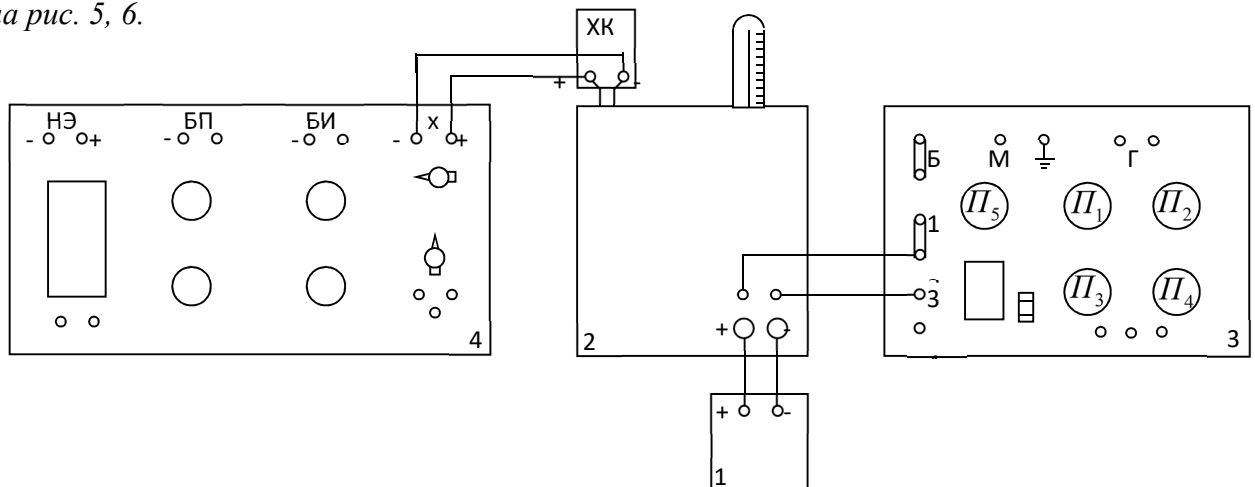 а рис. 5, 6.
ХК
+ -
НЭ БП БИ х
- + - - - +
Б М Г
П5 П1 П2
1
3 П3 П4
+ -
4 2 3
+ -
1